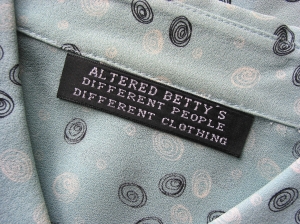 ALTERED BETTY'S
DIFFERENT PEOPLE
DIFFERENT CLOTHING